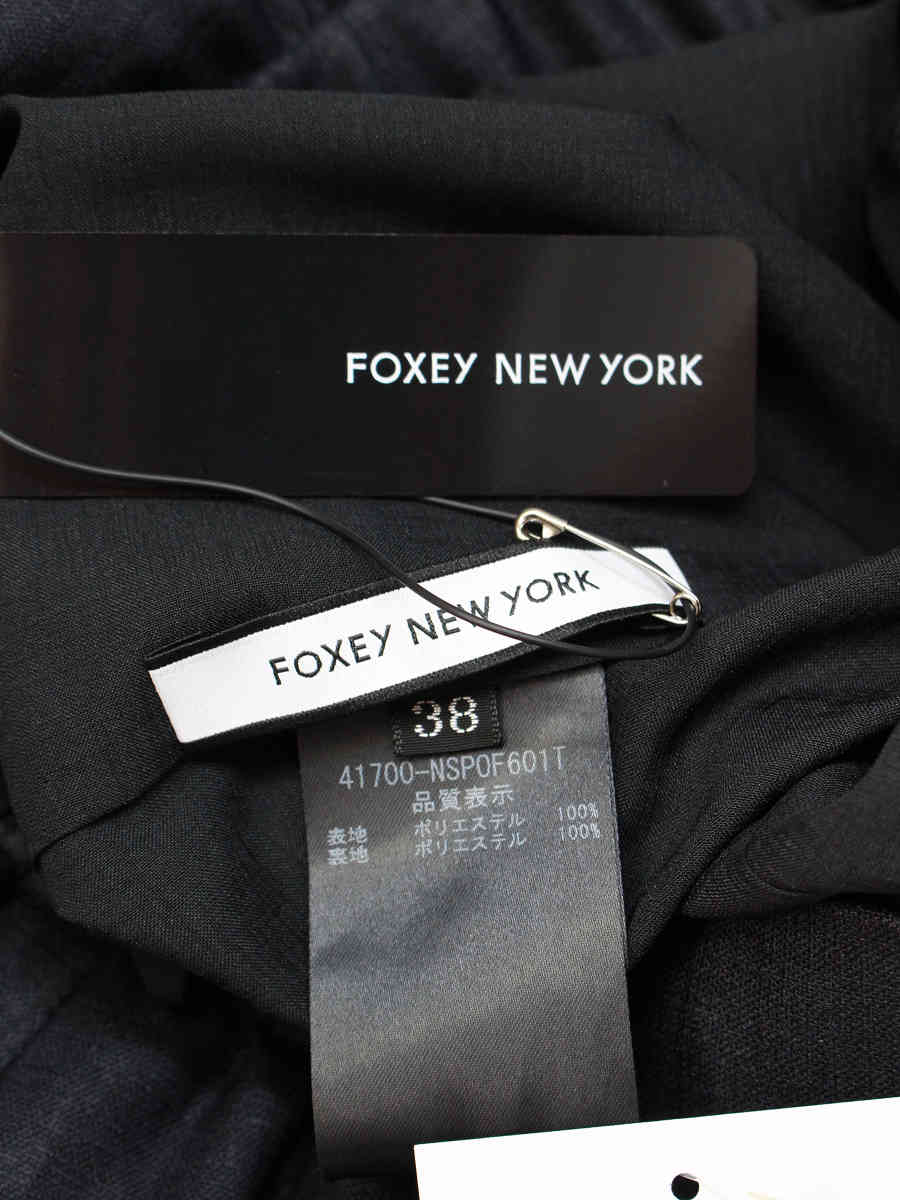 FOXEY NEW YORK
FOXEY NEW YORK
38
41700-NSPOF601T
品質表示
表地 ポリエステル 100%
裏地 ポリエステル 100%